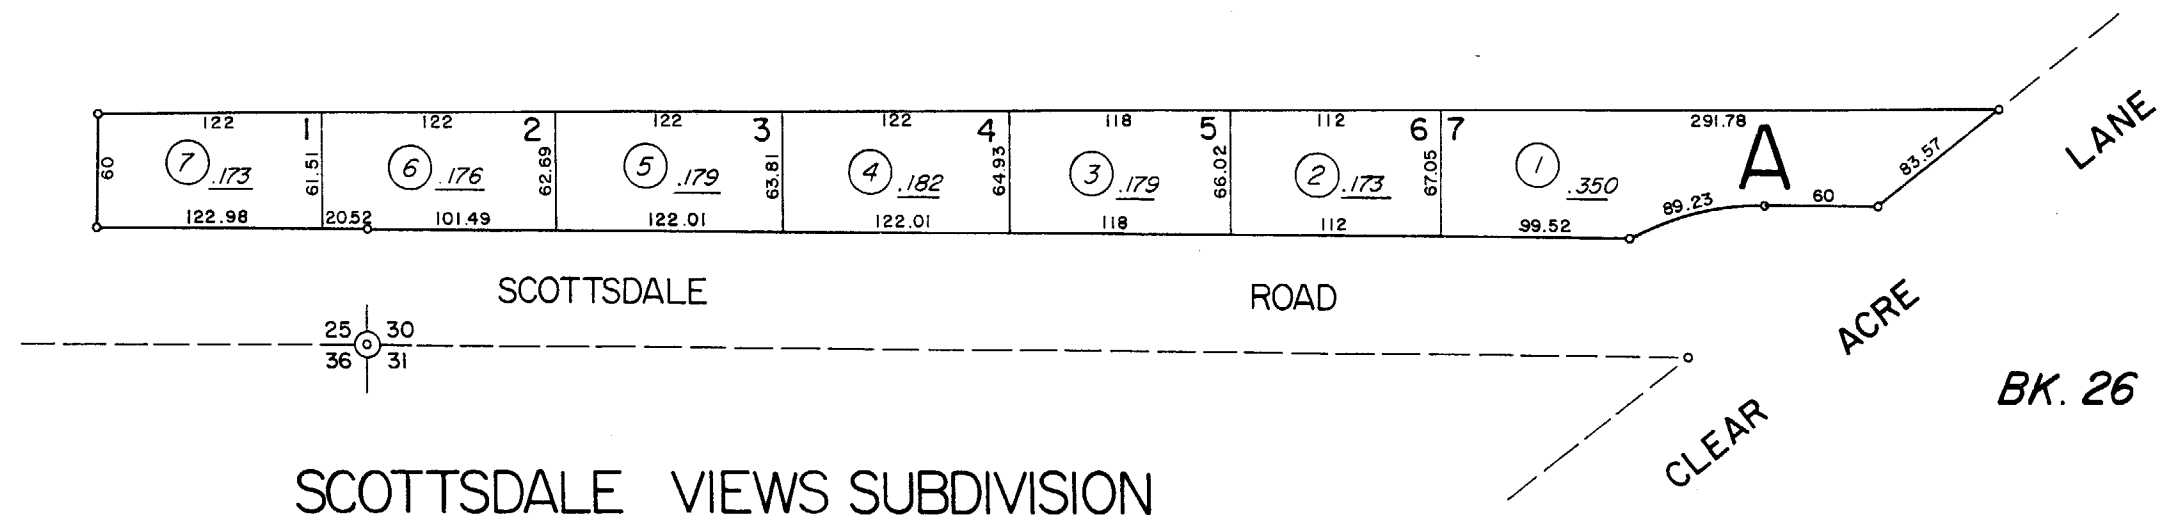 122 1 122 2 122 3 122 4 118 5 112 6 7 291.78
60 7 .173 61.51 6 .176 62.69 5 .179 63.81 4 .182 64.93 3 .179 66.02 2 .173 67.05 1 .350 A 83.57
122.98 20.52 101.49 122.01 122.01 118 112 99.52 89.23 60
SCOTTSDALE ROAD
25 30
36 31
CLEAR ACRE LANE
BK. 26
SCOTTSDALE VIEWS SUBDIVISION